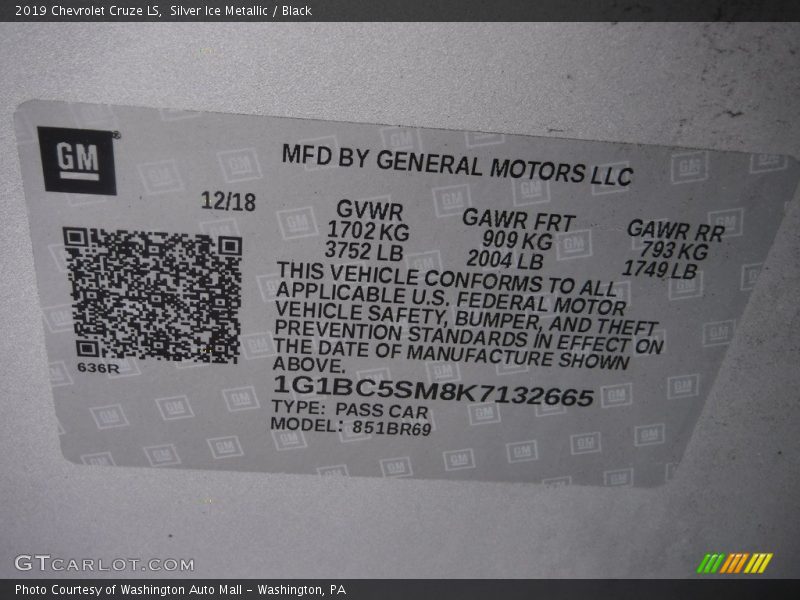 2019 Chevrolet Cruze LS, Silver Ice Metallic / Black
GM®
MFD BY GENERAL MOTORS LLC
12/18
GVWR GAWR FRT GAWR RR
1702 KG 909 KG 793 KG
3752 LB 2004 LB 1749 LB
THIS VEHICLE CONFORMS TO ALL
APPLICABLE U.S. FEDERAL MOTOR
VEHICLE SAFETY, BUMPER, AND THEFT
PREVENTION STANDARDS IN EFFECT ON
THE DATE OF MANUFACTURE SHOWN
ABOVE.
636R
1G1BC5SM8K7132665
TYPE: PASS CAR
MODEL: 851BR69
GTCARLOT.COM
Photo Courtesy of Washington Auto Mall - Washington, PA